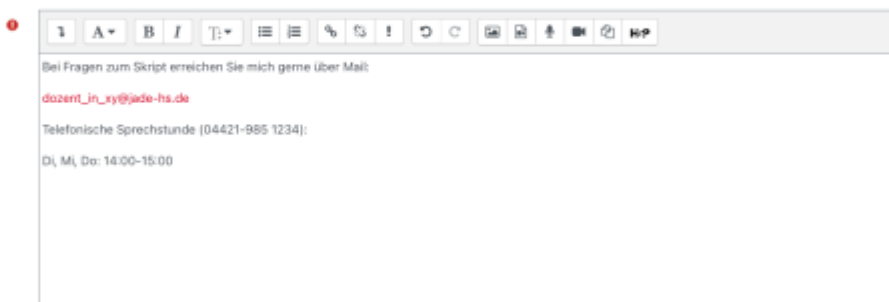 A B I T:
H-P
Bei Fragen zum Skript erreichen Sie mich gerne über Mail:
dozent_in_xy@jade-hs.de
Telefonische Sprechstunde (04421-985 1234):
Di, Mi, Do: 14:00-15:00